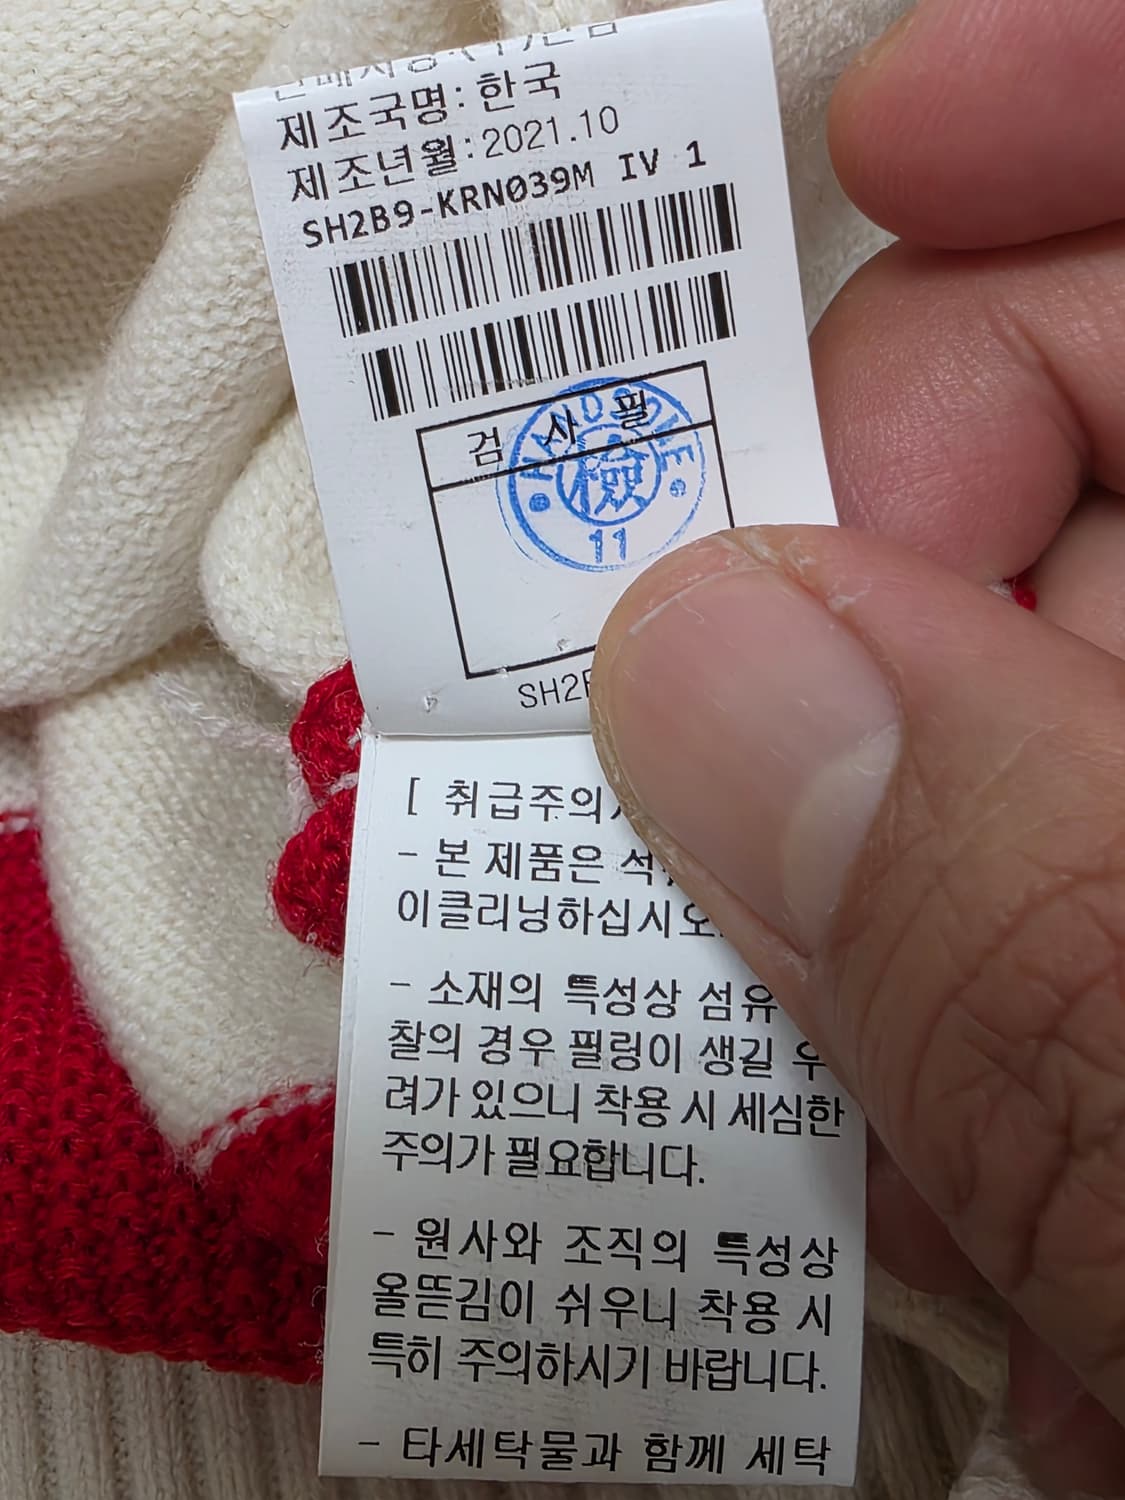 제조국명: 한국
제조년월: 2021.10
SH2B9-KRN039M IV 1
검 사 필
HANDSOME
檢
11
[ 취급주의
- 본 제품은
이클리닝하십시오.
- 소재의 특성상 섬유
찰의 경우 필링이 생길 우
려가 있으니 착용 시 세심한
주의가 필요합니다.
- 원사와 조직의 특성상
올뜯김이 쉬우니 착용 시
특히 주의하시기 바랍니다.
- 타세탁물과 함께 세탁